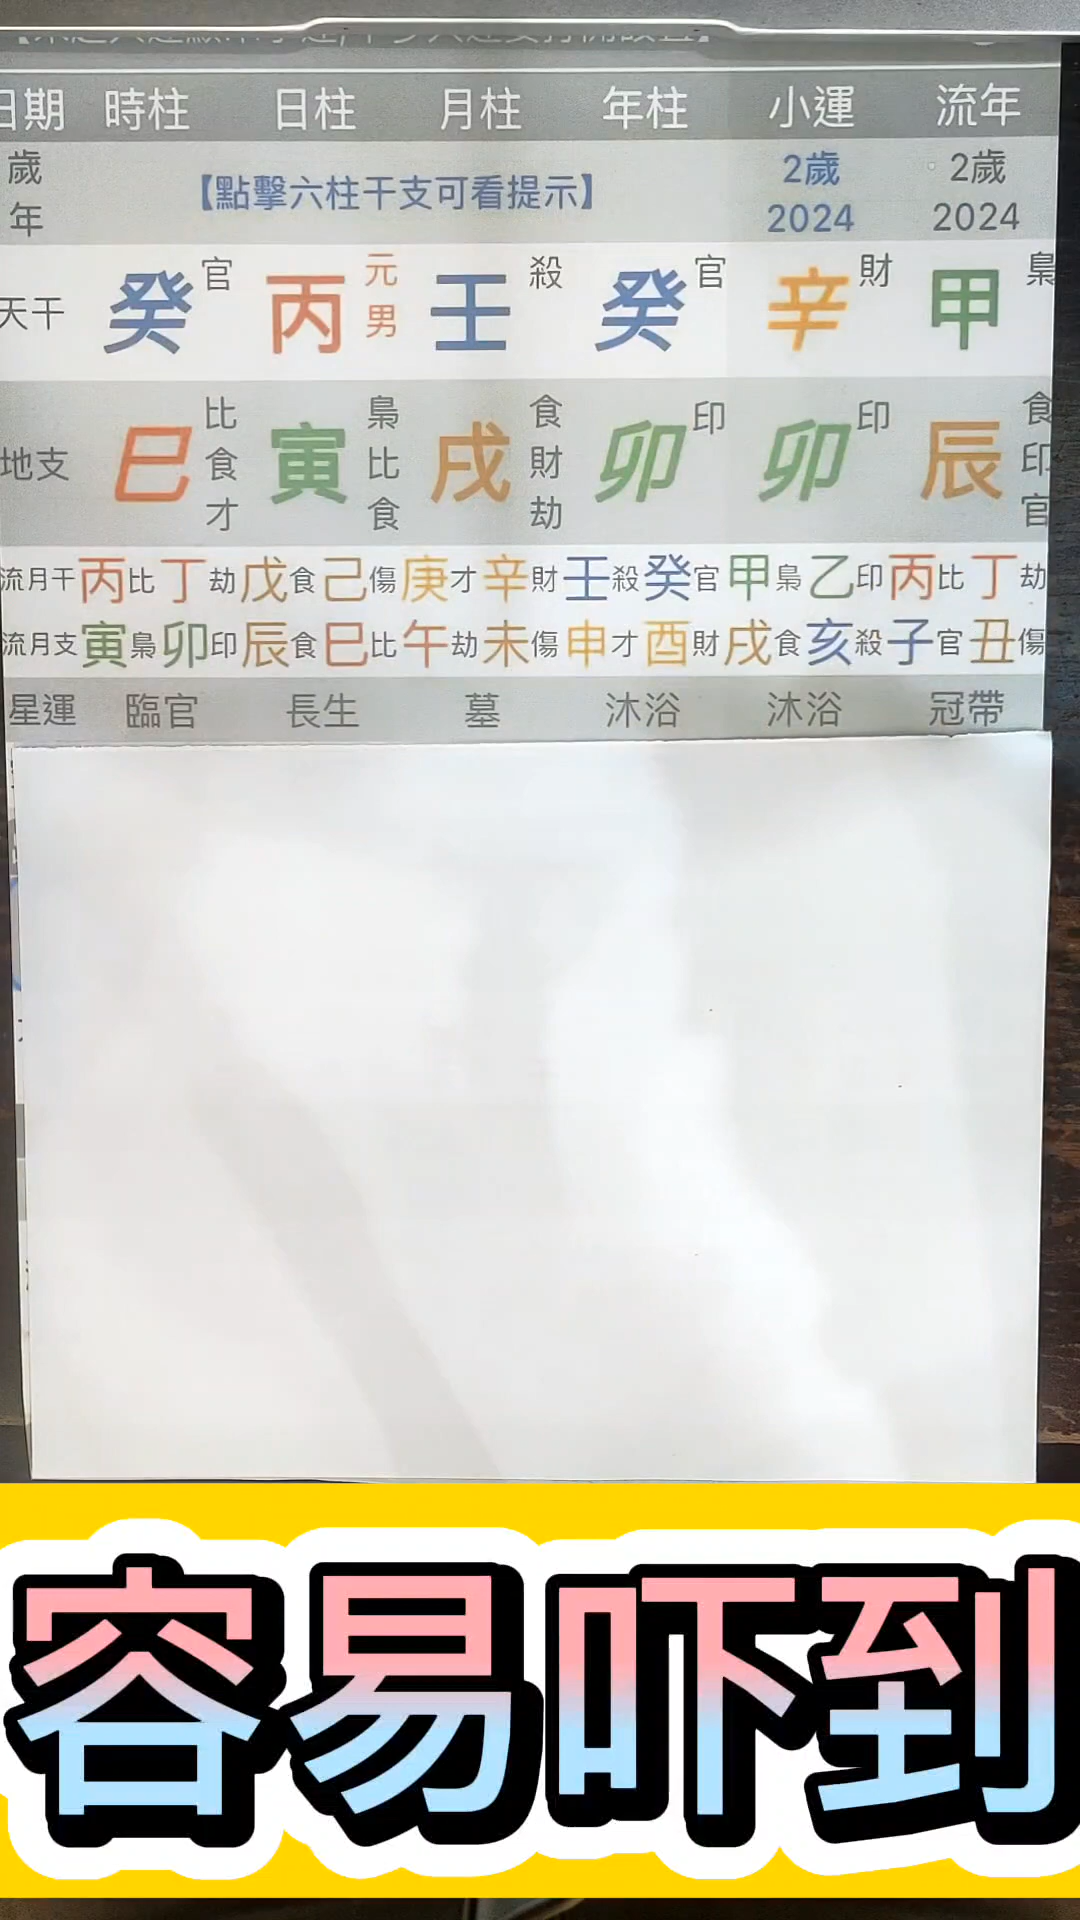 日期 時柱 日柱 月柱 年柱 小運 流年
歲 【點擊六柱干支可看提示】 2歲 2歲
年 2024 2024
天干 癸 官 丙 元男 壬 殺 癸 官 辛 財 甲 梟
地支 巳 比食才 寅 梟比食 戌 食財劫 卯 印 卯 印 辰 食印官
流月干 丙比 丁劫 戊食 己傷 庚才 辛財 壬殺 癸官 甲梟 乙印 丙比 丁劫
流月支 寅梟 卯印 辰食 巳比 午劫 未傷 申才 酉財 戌食 亥殺 子官 丑傷
星運 臨官 長生 墓 沐浴 沐浴 冠帶
容易吓到